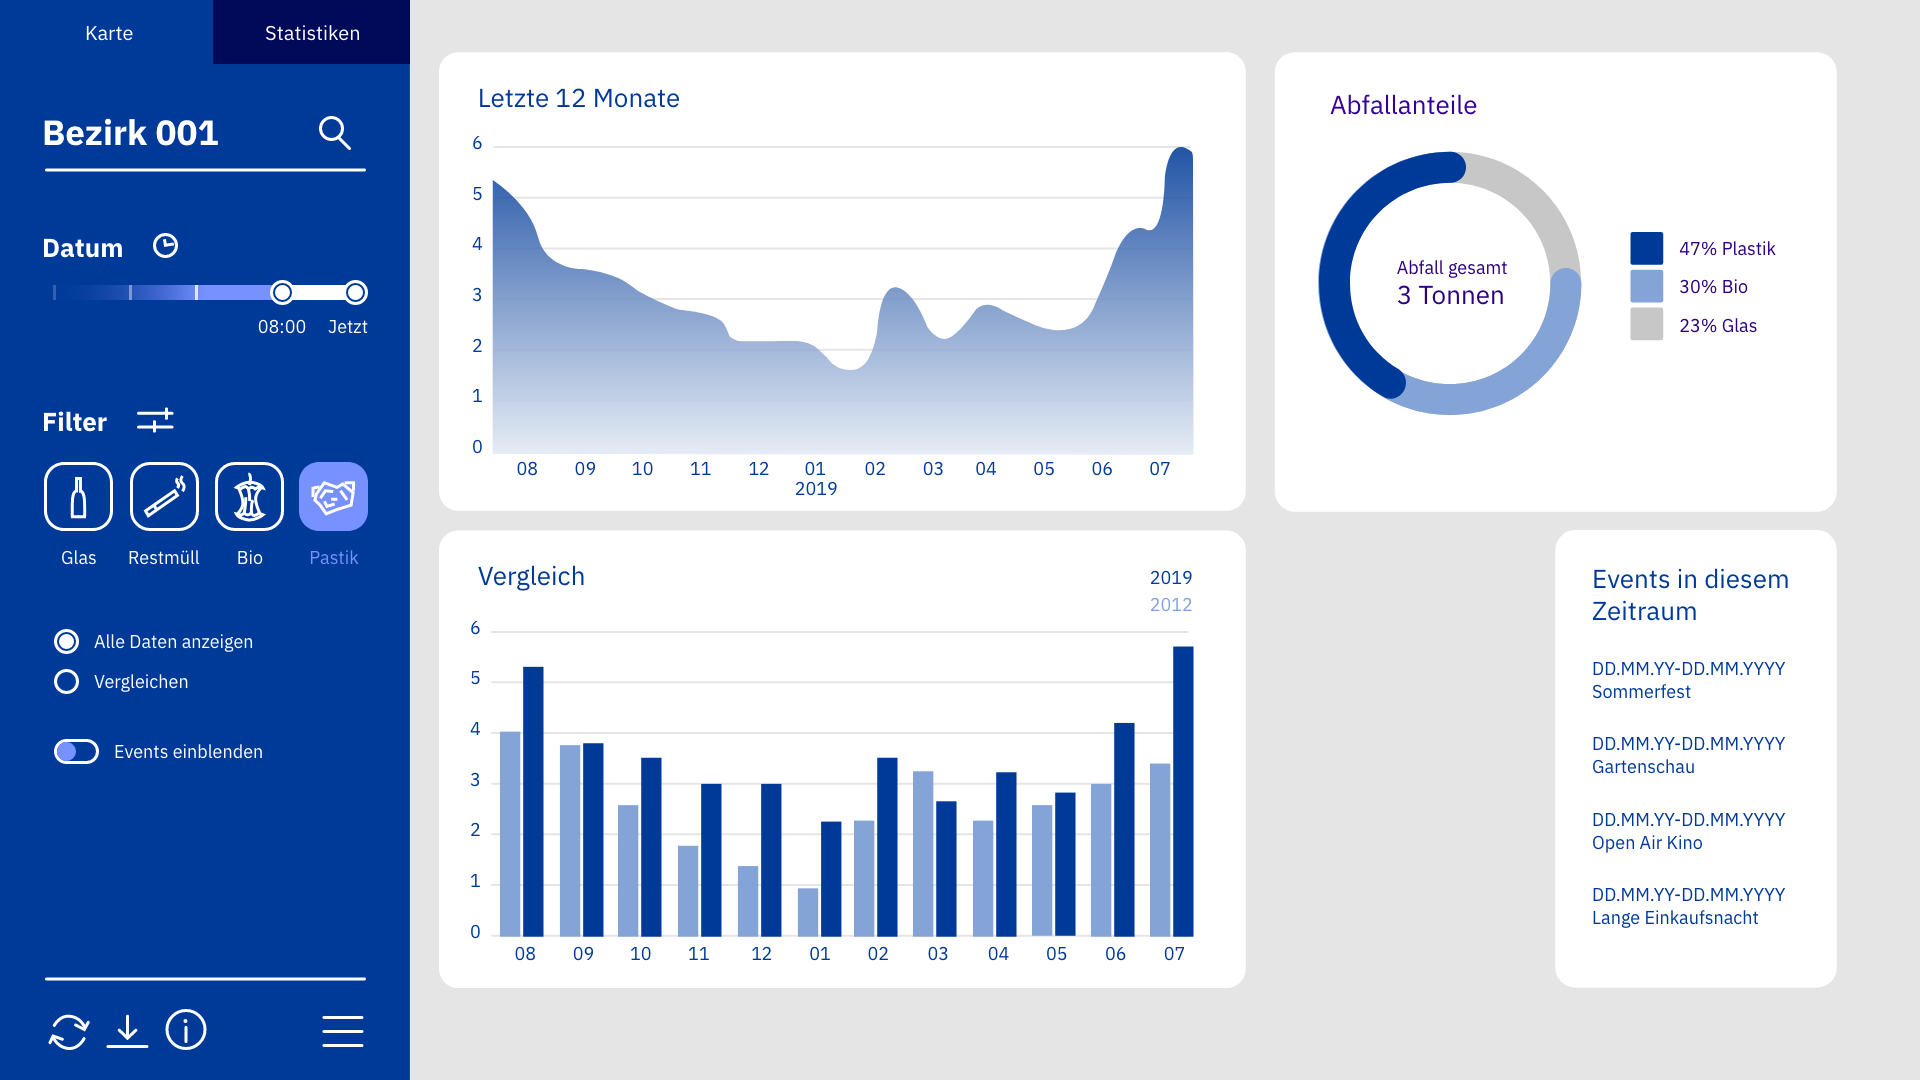 Karte
Statistiken
Bezirk 001
Datum
08:00 Jetzt
Filter
Glas Restmüll Bio Pastik
Alle Daten anzeigen
Vergleichen
Events einblenden
Letzte 12 Monate
6
5
4
3
2
1
0
08 09 10 11 12 01 02 03 04 05 06 07
2019
Abfallanteile
Abfall gesamt
3 Tonnen
47% Plastik
30% Bio
23% Glas
Vergleich
2019
2012
6
5
4
3
2
1
0
08 09 10 11 12 01 02 03 04 05 06 07
Events in diesem
Zeitraum
DD.MM.YY-DD.MM.YYYY
Sommerfest
DD.MM.YY-DD.MM.YYYY
Gartenschau
DD.MM.YY-DD.MM.YYYY
Open Air Kino
DD.MM.YY-DD.MM.YYYY
Lange Einkaufsnacht